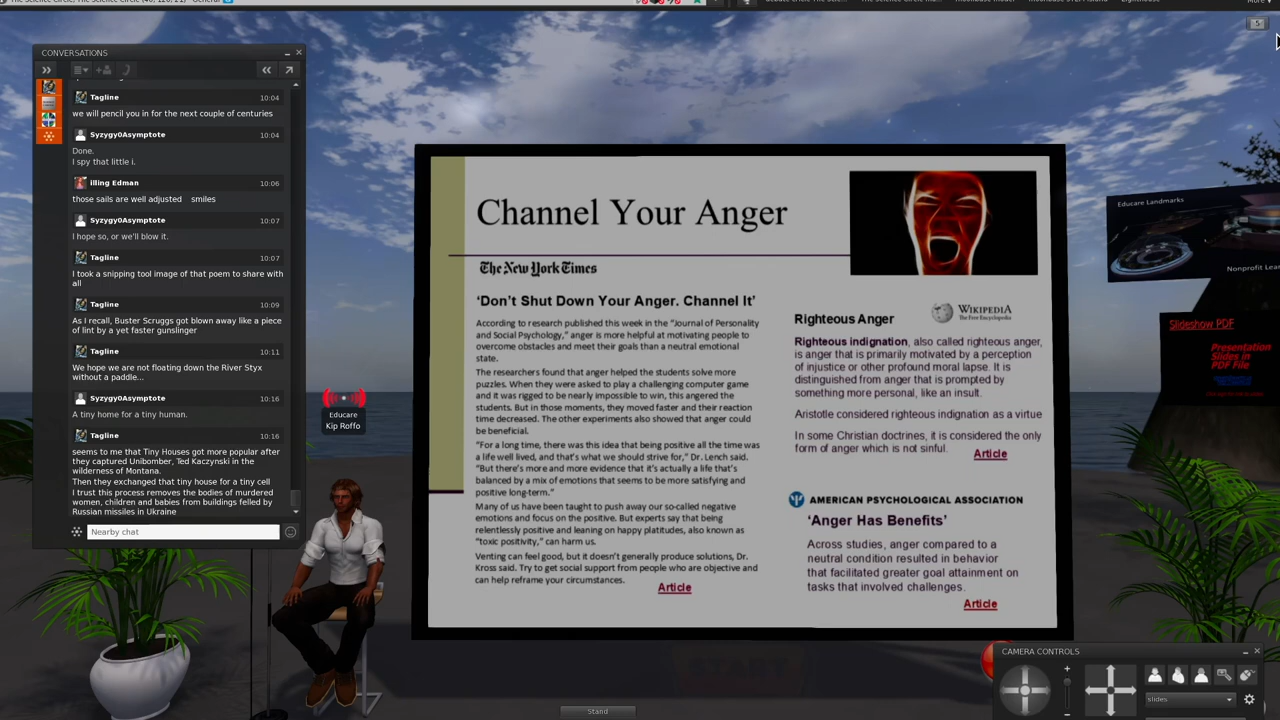 CONVERSATIONS
Tagline 10:04
we will pencil you in for the next couple of centuries
Syzygy0Asymptote 10:04
Done.
I spy that little i.
illing Edman 10:06
those sails are well adjusted smiles
Syzygy0Asymptote 10:07
I hope so, or we'll blow it.
Tagline 10:07
I took a snipping tool image of that poem to share with
all
Tagline 10:09
As I recall, Buster Scruggs got blown away like a piece
of lint by a yet faster gunslinger
Tagline 10:11
We hope we are not floating down the River Styx
without a paddle...
Syzygy0Asymptote 10:16
A tiny home for a tiny human.
Tagline 10:16
seems to me that Tiny Houses got more popular after
they captured Unibomber, Ted Kaczynski in the
wilderness of Montana.
Then they exchanged that tiny house for a tiny cell
I trust this process removes the bodies of murdered
women, children and babies from buildings felled by
Russian missiles in Ukraine
Nearby chat
Educare
Kip Roffo
Channel Your Anger
The New York Times
‘Don’t Shut Down Your Anger. Channel It’
According to research published this week in the “Journal of Personality
and Social Psychology,” anger is more helpful at motivating people to
overcome obstacles and meet their goals than a neutral emotional
state.
The researchers found that anger helped the students solve more
puzzles. When they were asked to play a challenging computer game
and it was rigged to be nearly impossible to win, this angered the
students. But in those moments, they moved faster and their reaction
time decreased. The other experiments also showed that anger could
be beneficial.
“For a long time, there was this idea that being positive all the time was
a life well lived, and that’s what we should strive for,” Dr. Lench said.
“But there’s more and more evidence that it’s actually a life that’s
balanced by a mix of emotions that seems to be more satisfying and
positive long-term.”
Many of us have been taught to push away our so-called negative
emotions and focus on the positive. But experts say that being
relentlessly positive and leaning on happy platitudes, also known as
“toxic positivity,” can harm us.
Venting can feel good, but it doesn’t generally produce solutions, Dr.
Kross said. Try to get social support from people who are objective and
can help reframe your circumstances.
Article
Righteous Anger
WIKIPEDIA
The Free Encyclopedia
Righteous indignation, also called righteous anger,
is anger that is primarily motivated by a perception
of injustice or other profound moral lapse. It is
distinguished from anger that is prompted by
something more personal, like an insult.
Aristotle considered righteous indignation as a virtue
In some Christian doctrines, it is considered the only
form of anger which is not sinful.
Article
AMERICAN PSYCHOLOGICAL ASSOCIATION
‘Anger Has Benefits’
Across studies, anger compared to a
neutral condition resulted in behavior
that facilitated greater goal attainment on
tasks that involved challenges.
Article
Educare Landmarks
Nonprofit Lea
Slideshow PDF
Presentation
Slides in
PDF File
START
Stand
CAMERA CONTROLS
slides